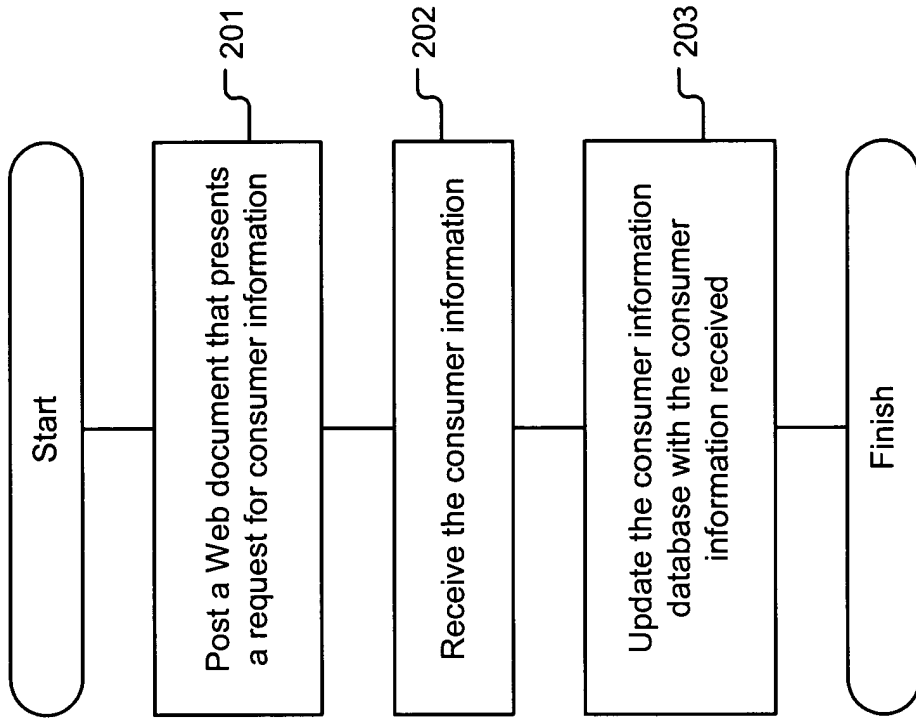 Start
Post a Web document that presents
a request for consumer information
201
Receive the consumer information
202
Update the consumer information
database with the consumer
information received
203
Finish